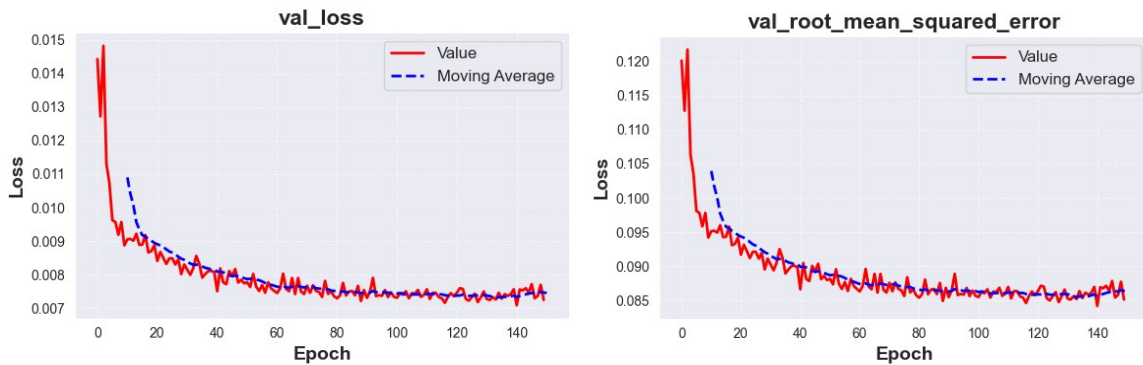 val_loss
0.015
0.014
0.013
0.012
0.011
0.010
0.009
0.008
0.007
Loss
Value
Moving Average
0 20 40 60 80 100 120 140
Epoch
val_root_mean_squared_error
0.120
0.115
0.110
0.105
0.100
0.095
0.090
0.085
Loss
Value
Moving Average
0 20 40 60 80 100 120 140
Epoch